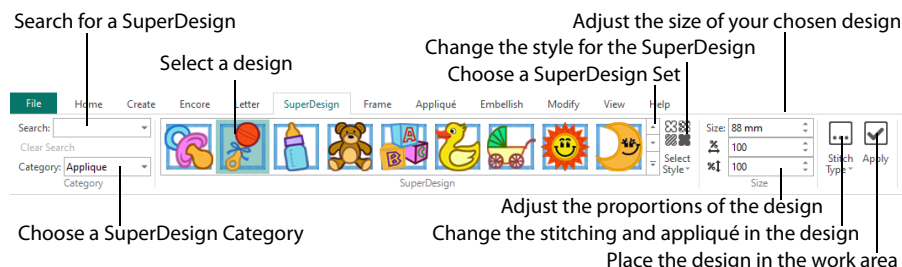 Search for a SuperDesign
Adjust the size of your chosen design
Change the style for the SuperDesign
Select a design
Choose a SuperDesign Set
File Home Create Encore Letter SuperDesign Frame Appliqué Embellish Modify View Help
Search:
Clear Search
Category: Applique
Category
A
B
C
SuperDesign
Select
Style
Size: 88 mm
% 100
% 100
Size
Stitch
Type
Apply
Adjust the proportions of the design
Choose a SuperDesign Category
Change the stitching and appliqué in the design
Place the design in the work area